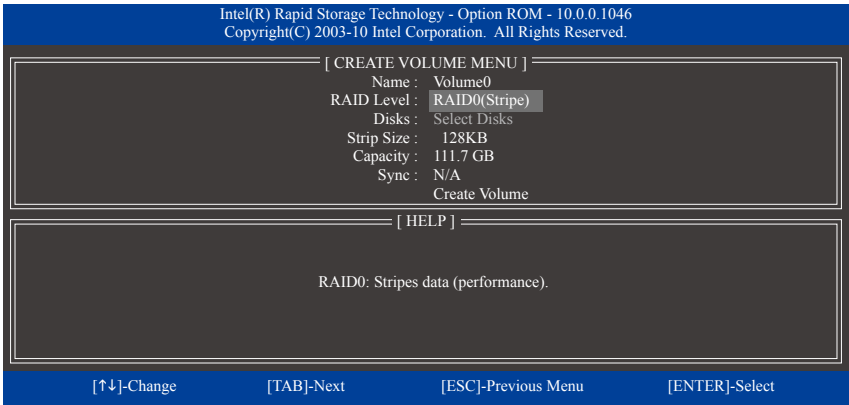 Intel(R) Rapid Storage Technology - Option ROM - 10.0.0.1046
Copyright(C) 2003-10 Intel Corporation.  All Rights Reserved.
[ CREATE VOLUME MENU ]
Name :  Volume0
RAID Level :  RAID0(Stripe)
Disks :  Select Disks
Strip Size :  128KB
Capacity :  111.7 GB
Sync :  N/A
Create Volume
[ HELP ]
RAID0: Stripes data (performance).
[↑↓]-Change  [TAB]-Next  [ESC]-Previous Menu  [ENTER]-Select